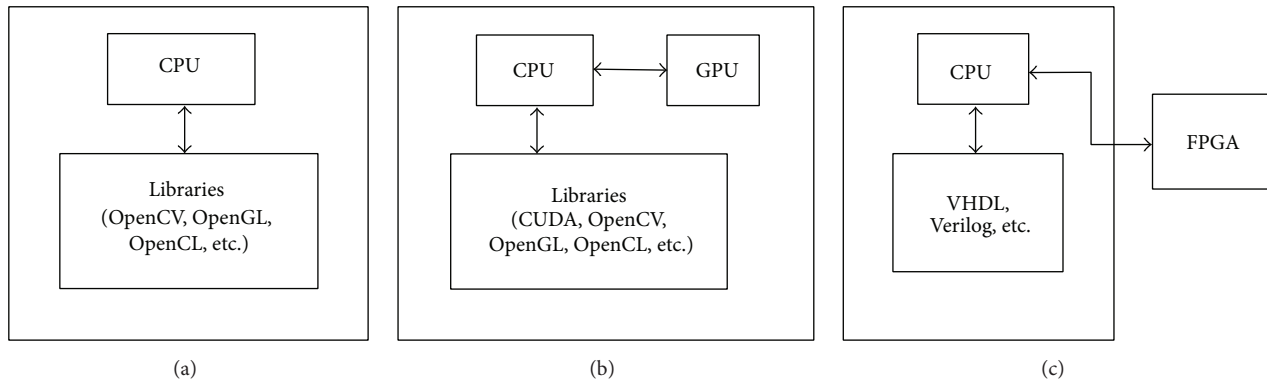 CPU
Libraries
(OpenCV, OpenGL,
OpenCL, etc.)
(a)
CPU
GPU
Libraries
(CUDA, OpenCV,
OpenGL, OpenCL, etc.)
(b)
CPU
FPGA
VHDL,
Verilog, etc.
(c)